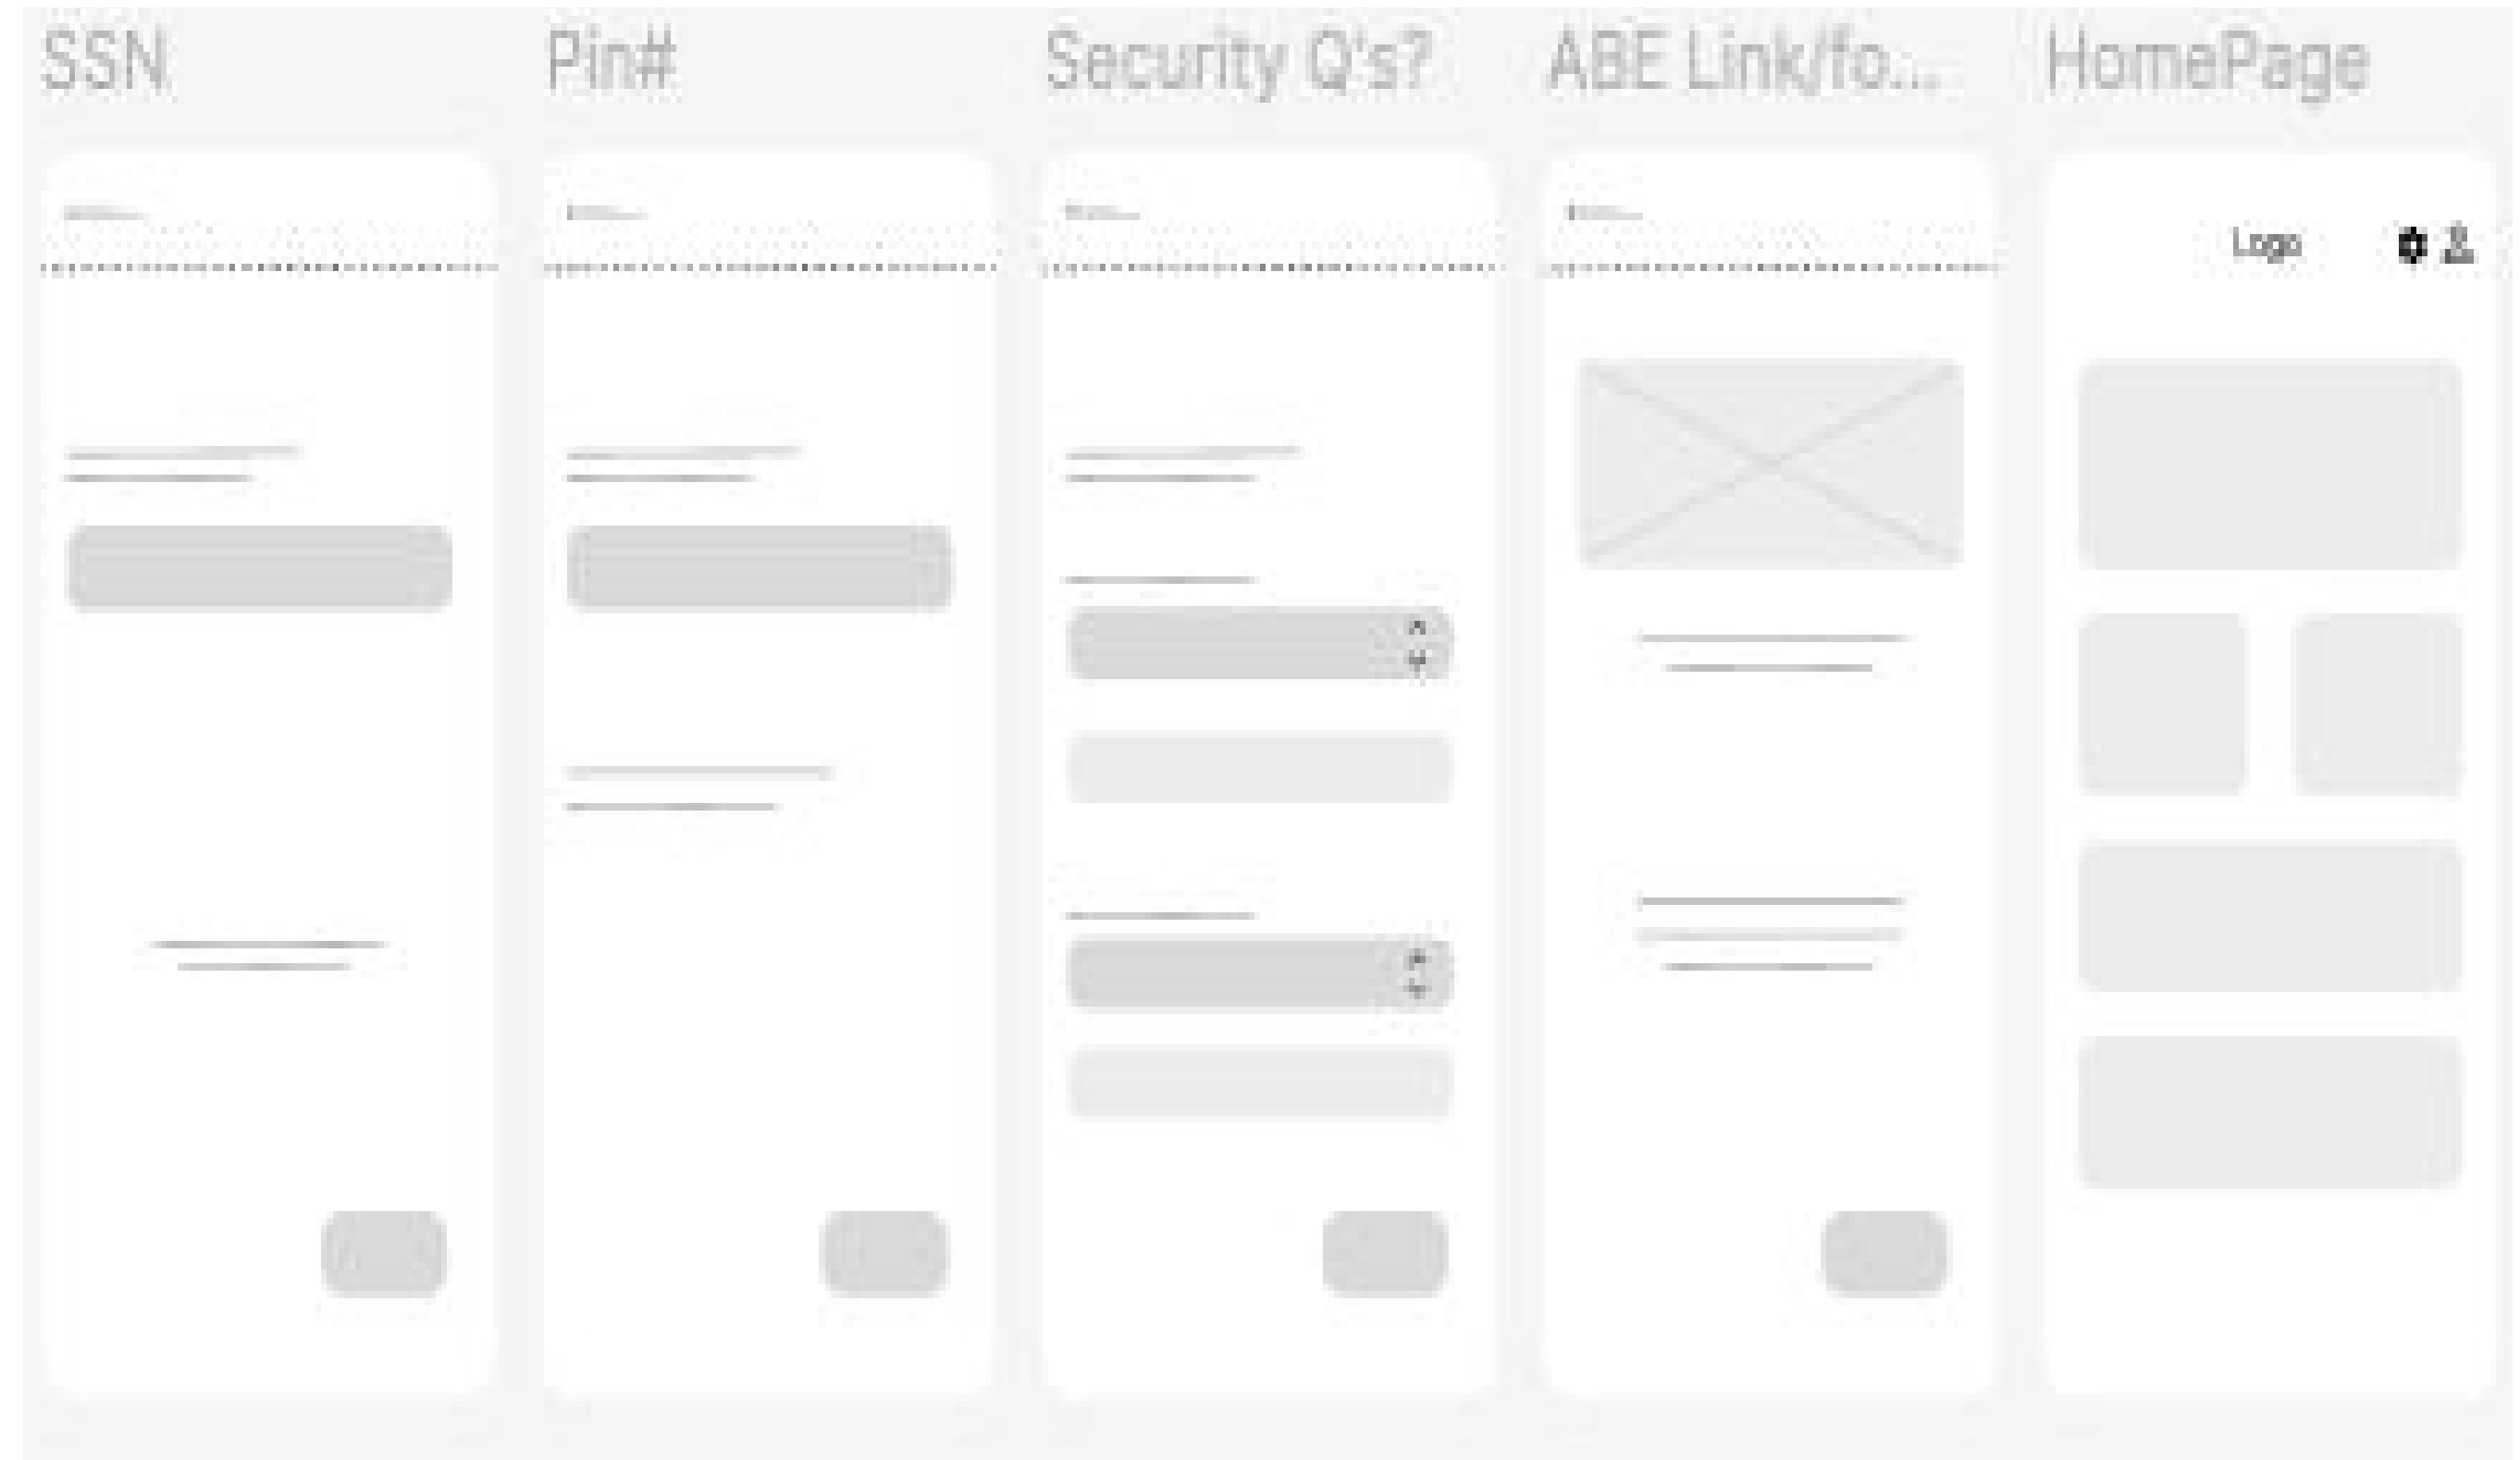 SSN
Pin#
Security Q's?
ABE Link/fo...
HomePage
Logo